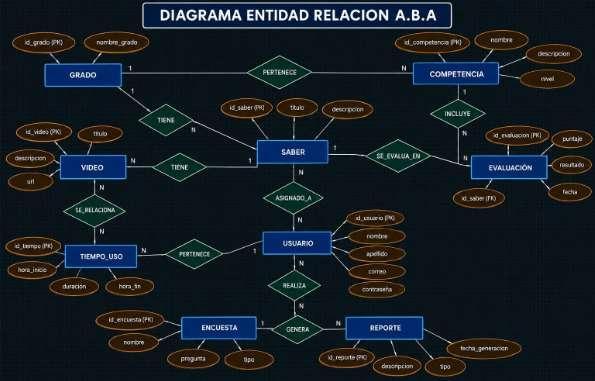 DIAGRAMA ENTIDAD RELACION A.B.A
id_grado (PK)
nombre_grado
id_competencia (PK)
nombre
descripcion
nivel
GRADO
1
PERTENECE
N
COMPETENCIA
1
1
TIENE
N
id_saber (PK)
titulo
descripcion
INCLUYE
N
id_video (PK)
titulo
descripcion
url
VIDEO
N
TIENE
1
SABER
1
SE_EVALUA_EN
N
EVALUACIÓN
id_evaluacion (PK)
puntaje
resultado
fecha
id_saber (FK)
N
SE_RELACIONA
N
N
ASIGNADO_A
N
id_tiempo (PK)
hora_inicio
duración
hora_fin
TIEMPO_USO
N
PERTENECE
1
USUARIO
id_usuario (PK)
nombre
apellido
correo
contraseña
REALIZA
N
id_encuesta (PK)
nombre
pregunta
tipo
ENCUESTA
1
GENERA
N
REPORTE
id_reporte (PK)
descripcion
tipo
fecha_generacion